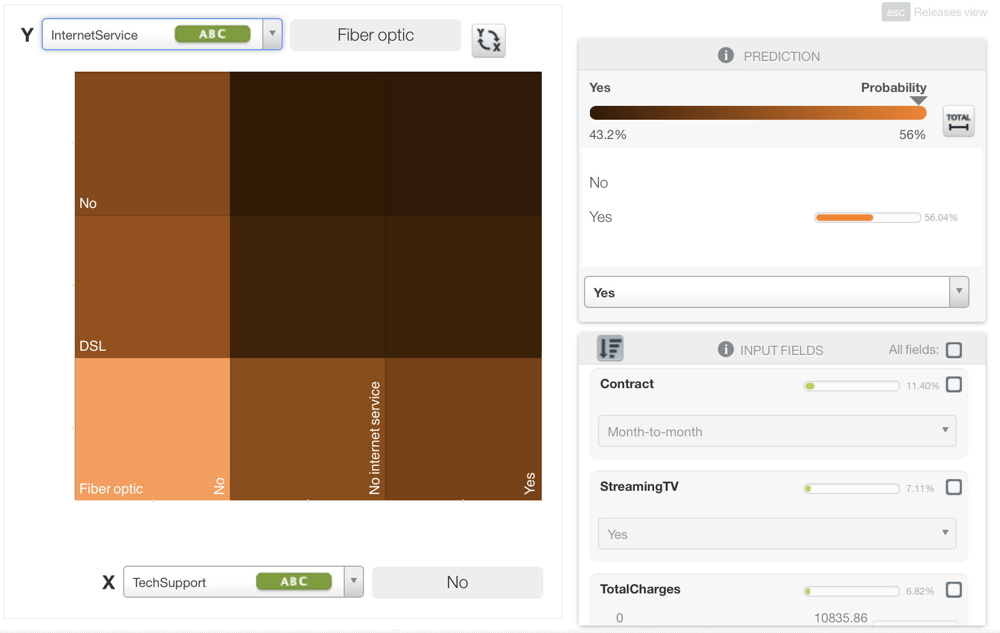 esc Releases view
Y InternetService ABC Fiber optic Y X
No
DSL
Fiber optic No No internet service Yes
X TechSupport ABC No
i PREDICTION
Yes Probability
TOTAL
43.2% 56%
No
Yes 56.04%
Yes
i INPUT FIELDS All fields:
Contract 11.40%
Month-to-month
StreamingTV 7.11%
Yes
TotalCharges 6.82%
0 10835.86